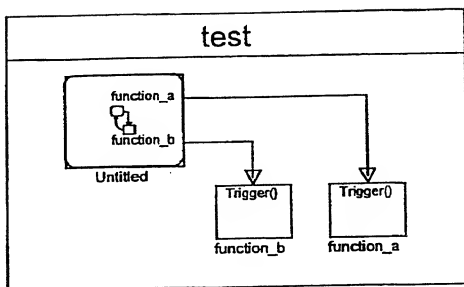 test
function_a
function_b
Untitled
Trigger()
Trigger()
function_b
function_a